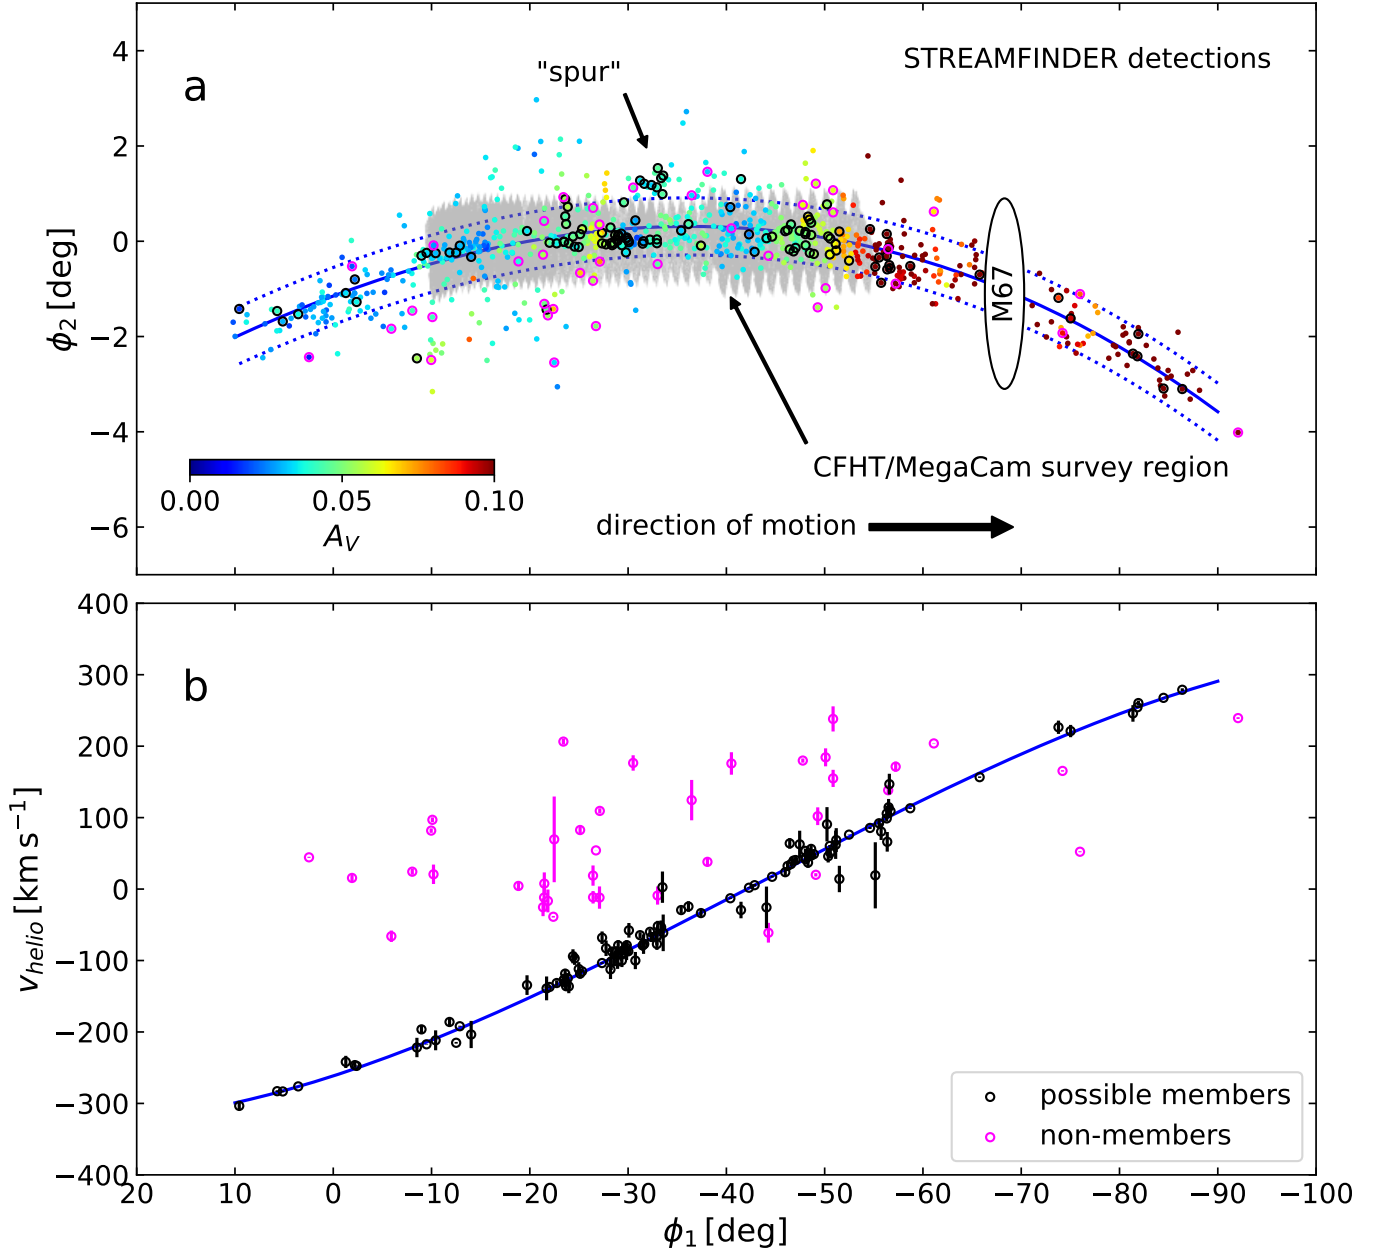 a
"spur"
STREAMFINDER detections
M67
CFHT/MegaCam survey region
direction of motion
0.00 0.05 0.10
A_V
4
2
0
−2
−4
−6
ϕ₂ [deg]
b
400
300
200
100
0
−100
−200
−300
−400
v_helio [km s⁻¹]
possible members
non-members
20 10 0 −10 −20 −30 −40 −50 −60 −70 −80 −90 −100
ϕ₁ [deg]